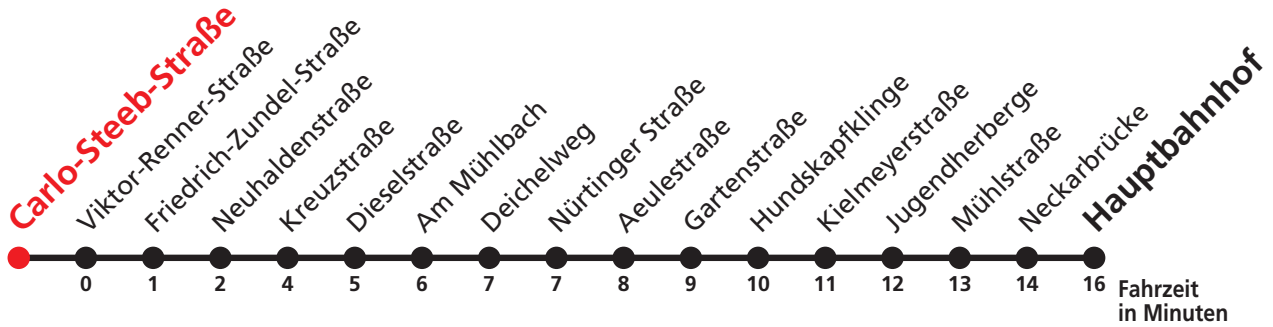 Carlo-Steeb-Straße
Viktor-Renner-Straße
Friedrich-Zundel-Straße
Neuhaldenstraße
Kreuzstraße
Dieselstraße
Am Mühlbach
Deichelweg
Nürtinger Straße
Aeulestraße
Gartenstraße
Hundskapfklinge
Kielmeyerstraße
Jugendherberge
Mühlstraße
Neckarbrücke
Hauptbahnhof
0 1 2 4 5 6 7 7 8 9 10 11 12 13 14 16
Fahrzeit
in Minuten